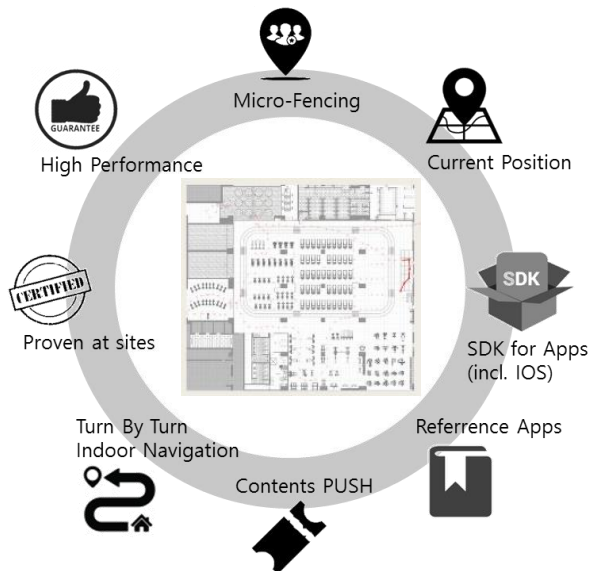 Micro-Fencing
GUARANTEE
High Performance
Current Position
CERTIFIED
SDK
Proven at sites
SDK for Apps
(incl. IOS)
Turn By Turn
Indoor Navigation
Referrence Apps
Contents PUSH